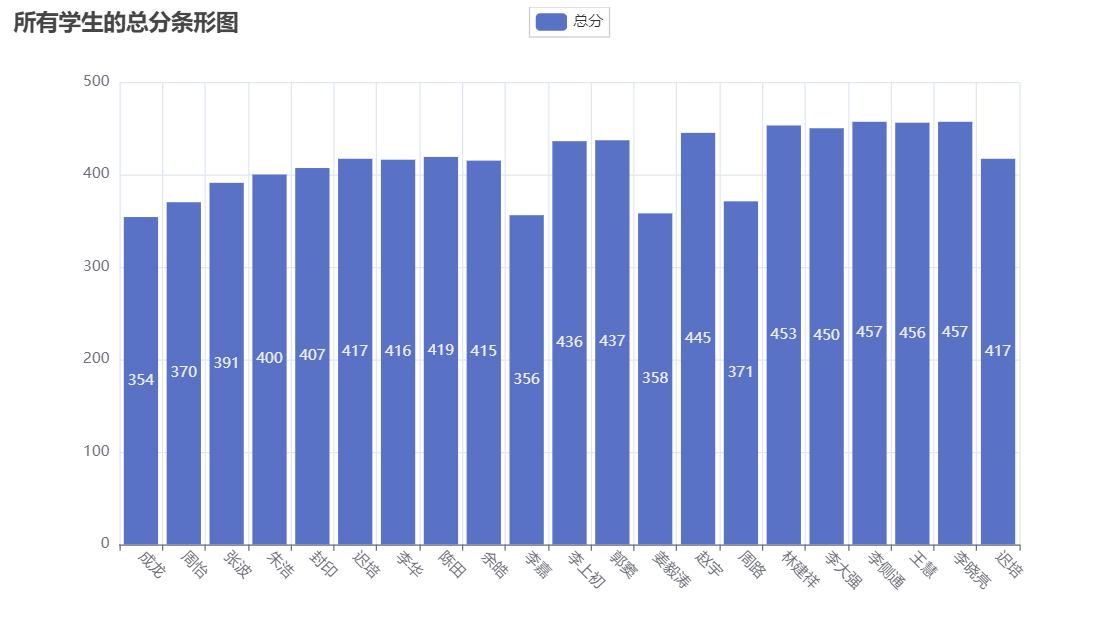 所有学生的总分条形图
总分
500
400
300
200
100
0
354
370
391
400
407
417
416
419
415
356
436
437
358
445
371
453
450
457
456
457
417
成龙
周怡
张波
朱浩
封印
迟培
李华
陈田
余皓
李嘉
李上初
郭窦
姜毅涛
赵宇
周路
林建祥
李大强
李侧通
王慧
李晓亮
迟培